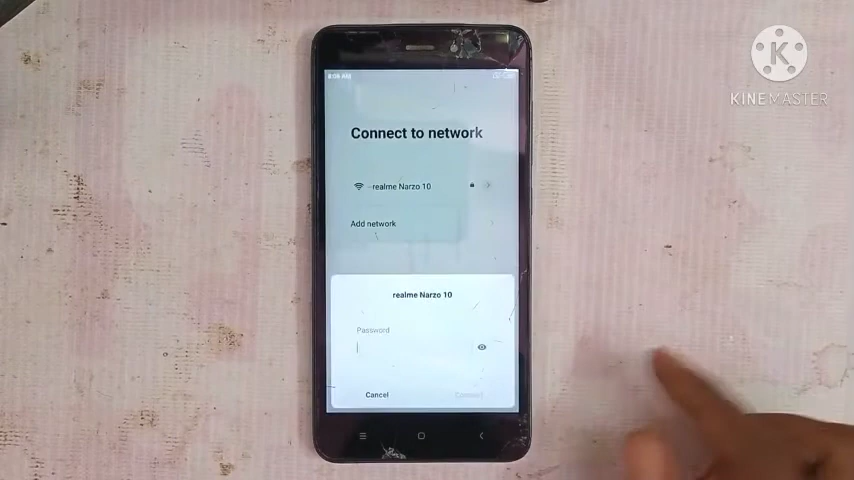 KINEMASTER
Connect to network
realme Narzo 10
Add network
realme Narzo 10
Password
Cancel
Connect